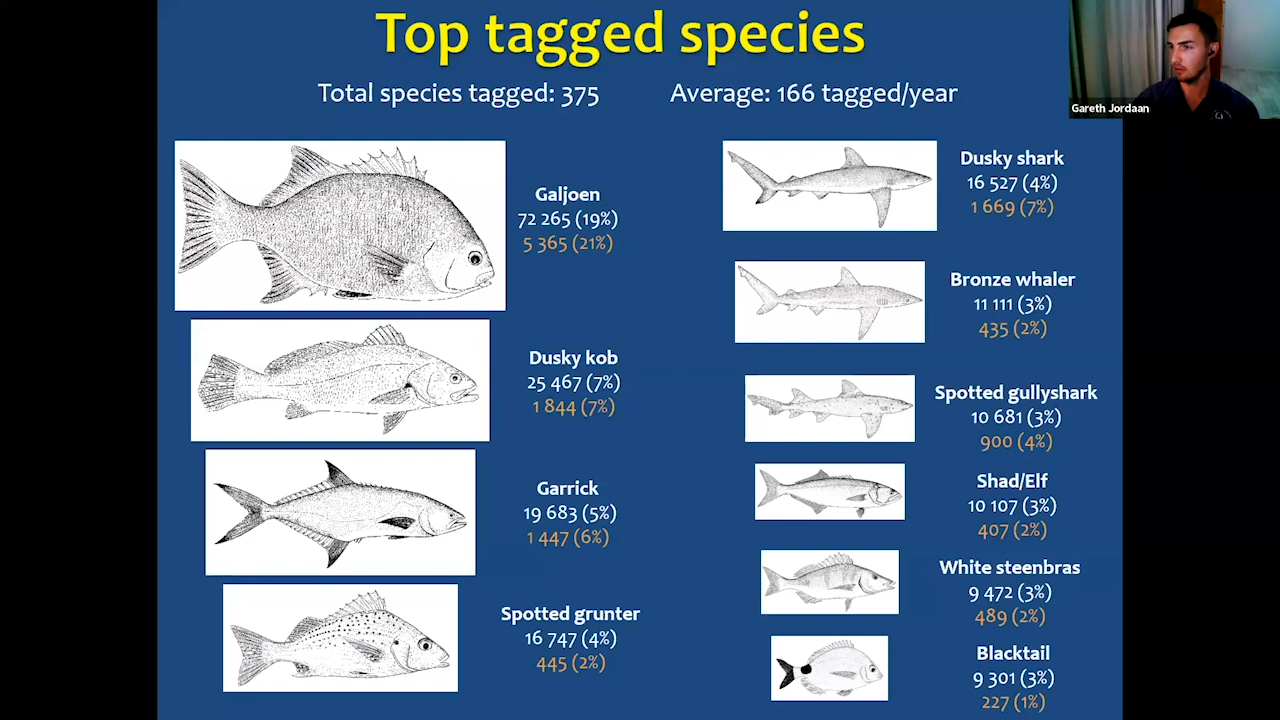 Top tagged species
Total species tagged: 375
Average: 166 tagged/year
Gareth Jordaan
Galjoen
72 265 (19%)
5 365 (21%)
Dusky kob
25 467 (7%)
1 844 (7%)
Garrick
19 683 (5%)
1 447 (6%)
Spotted grunter
16 747 (4%)
445 (2%)
Dusky shark
16 527 (4%)
1 669 (7%)
Bronze whaler
11 111 (3%)
435 (2%)
Spotted gullyshark
10 681 (3%)
900 (4%)
Shad/Elf
10 107 (3%)
407 (2%)
White steenbras
9 472 (3%)
489 (2%)
Blacktail
9 301 (3%)
227 (1%)